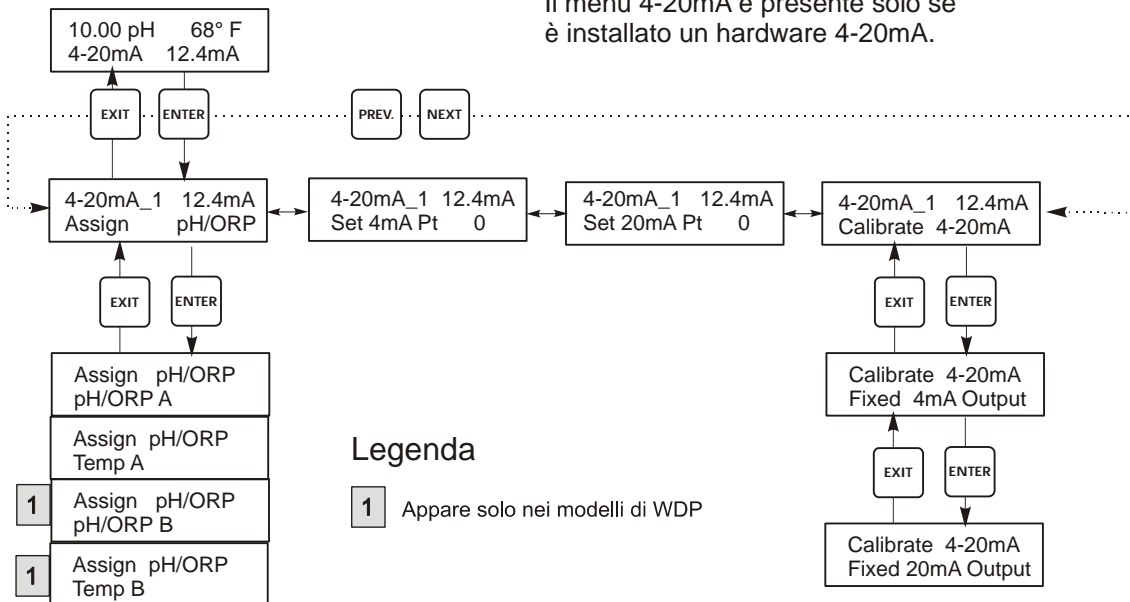 Il menu 4-20mA è presente solo se
è installato un hardware 4-20mA.
10.00 pH 68° F
4-20mA 12.4mA
EXIT
ENTER
PREV.
NEXT
4-20mA_1 12.4mA
Assign pH/ORP
4-20mA_1 12.4mA
Set 4mA Pt 0
4-20mA_1 12.4mA
Set 20mA Pt 0
4-20mA_1 12.4mA
Calibrate 4-20mA
EXIT
ENTER
EXIT
ENTER
Assign pH/ORP
pH/ORP A
Assign pH/ORP
Temp A
1
Assign pH/ORP
pH/ORP B
1
Assign pH/ORP
Temp B
Legenda
1 Appare solo nei modelli di WDP
Calibrate 4-20mA
Fixed 4mA Output
EXIT
ENTER
Calibrate 4-20mA
Fixed 20mA Output